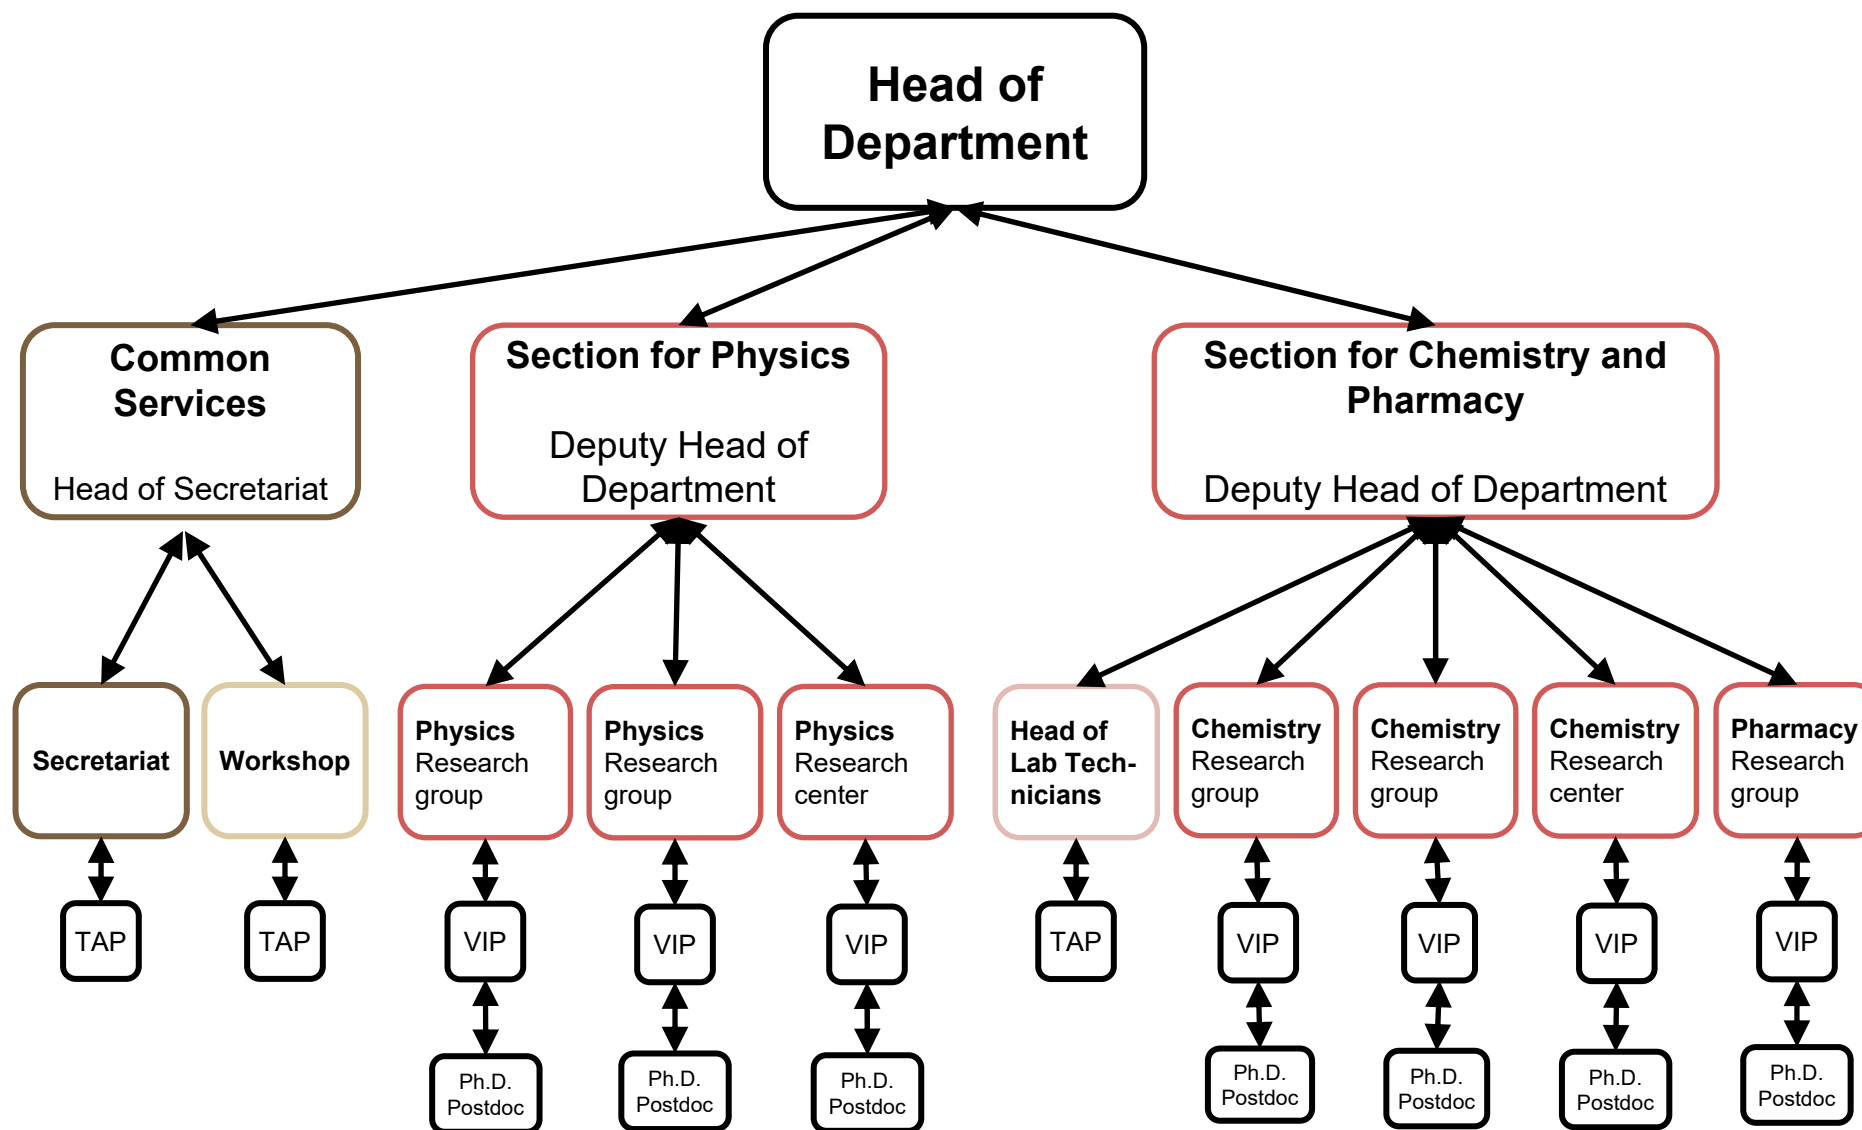 Head of
Department
Common
Services
Head of Secretariat
Section for Physics
Deputy Head of
Department
Section for Chemistry and
Pharmacy
Deputy Head of Department
Secretariat
Workshop
Physics
Research
group
Physics
Research
group
Physics
Research
center
Head of
Lab Tech-
nicians
Chemistry
Research
group
Chemistry
Research
group
Chemistry
Research
center
Pharmacy
Research
group
TAP
TAP
VIP
VIP
VIP
TAP
VIP
VIP
VIP
VIP
Ph.D.
Postdoc
Ph.D.
Postdoc
Ph.D.
Postdoc
Ph.D.
Postdoc
Ph.D.
Postdoc
Ph.D.
Postdoc
Ph.D.
Postdoc